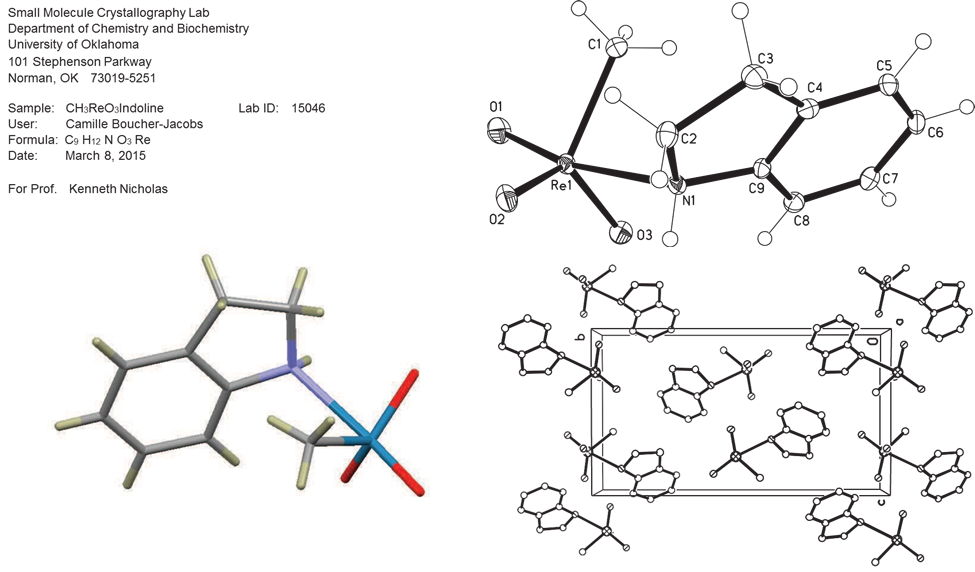 Small Molecule Crystallography Lab
Department of Chemistry and Biochemistry
University of Oklahoma
101 Stephenson Parkway
Norman, OK 73019-5251
Sample: CH3ReO3Indoline Lab ID: 15046
User: Camille Boucher-Jacobs
Formula: C9 H12 N O3 Re
Date: March 8, 2015
For Prof. Kenneth Nicholas
C1
C3
C4
C5
O1
C2
C6
Re1
N1
C9
C7
O2
C8
O3
b
O
a
c